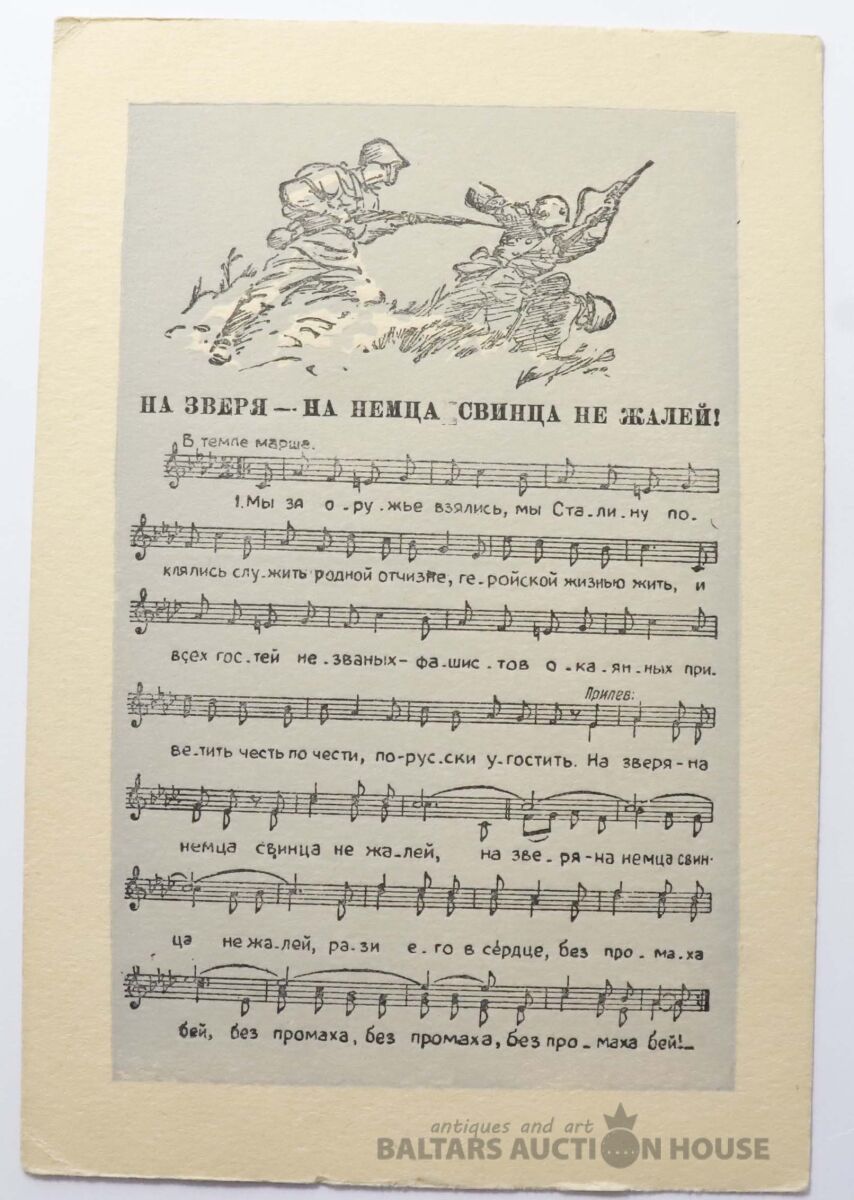 НА ЗВЕРЯ — НА НЕМЦА СВИНЦА НЕ ЖАЛЕЙ!
В темпе марша.
1. Мы за о-ру-жье взялись, мы Ста-ли-ну по-
клялись слу-жить родной отчизне, ге-ройской жизнью жить, и
всех гос-тей не-званых- фа-шис-тов о-ка-ян-ных при-
Припев:
ве-тить честь по чести, по-рус-ски у-гостить. На зверя-на
немца свинца не жа-лей, на зве-ря-на немца свин-
ца не жа-лей, ра-зи е-го в сердце, без про-ма-ха
бей, без промаха, без промаха, без про-маха бей!-
antiques and art
BALTARS AUCTION HOUSE